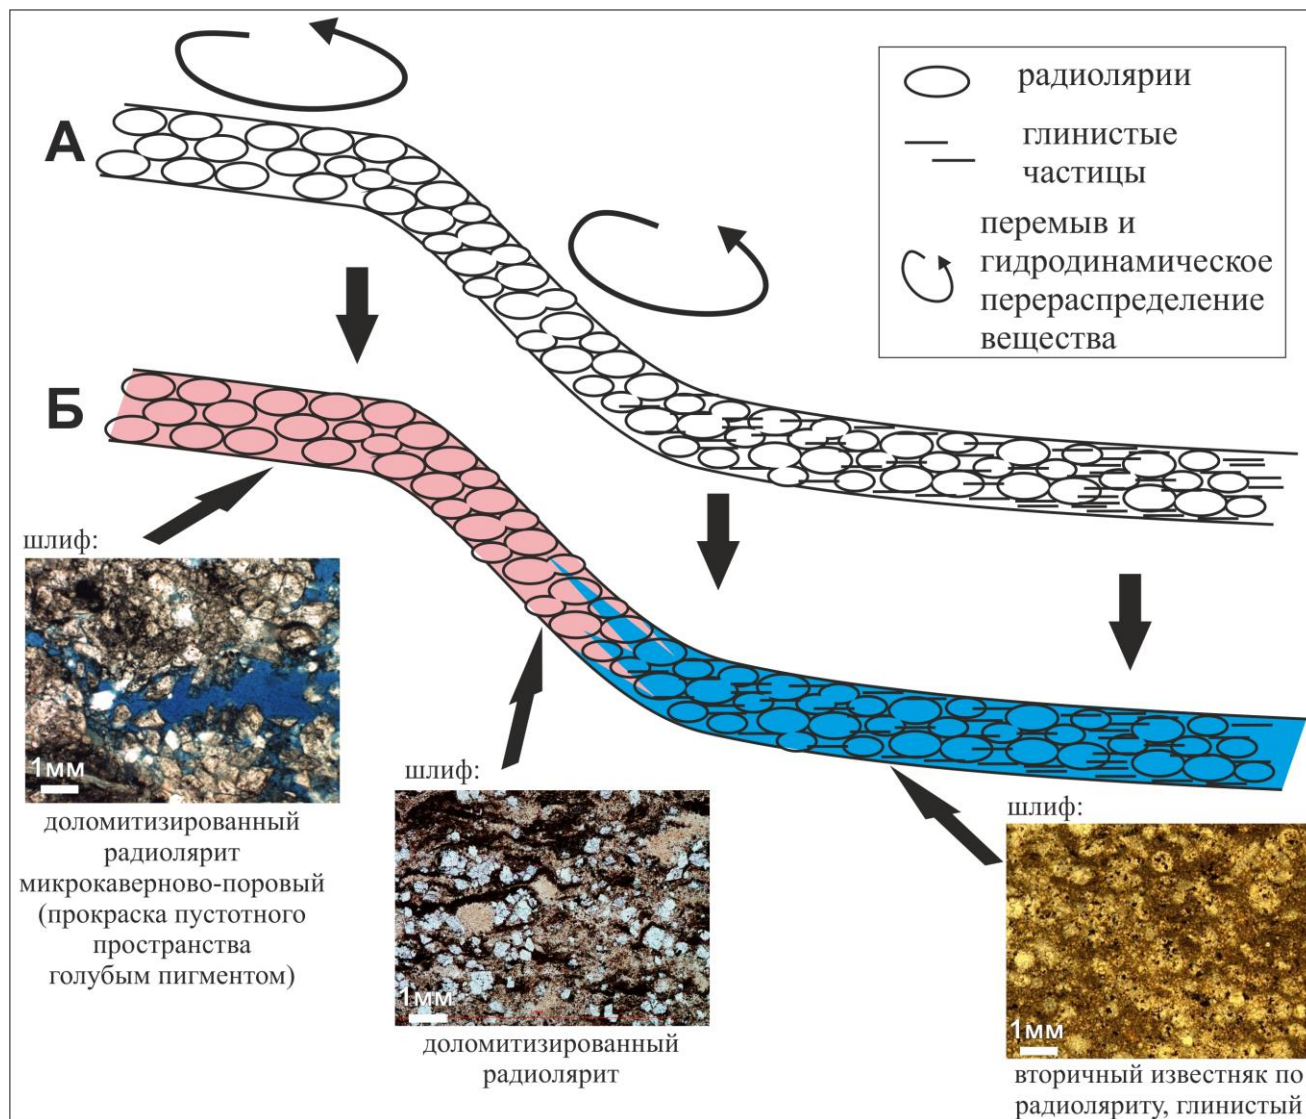 А
радиолярии
глинистые
частицы
перемыв и
гидродинамическое
перераспределение
вещества
Б
шлиф:
1мм
доломитизированный
радиолярит
микрокаверново-поровый
(прокраска пустотного
пространства
голубым пигментом)
шлиф:
1мм
доломитизированный
радиолярит
шлиф:
1мм
вторичный известняк по
радиоляриту, глинистый